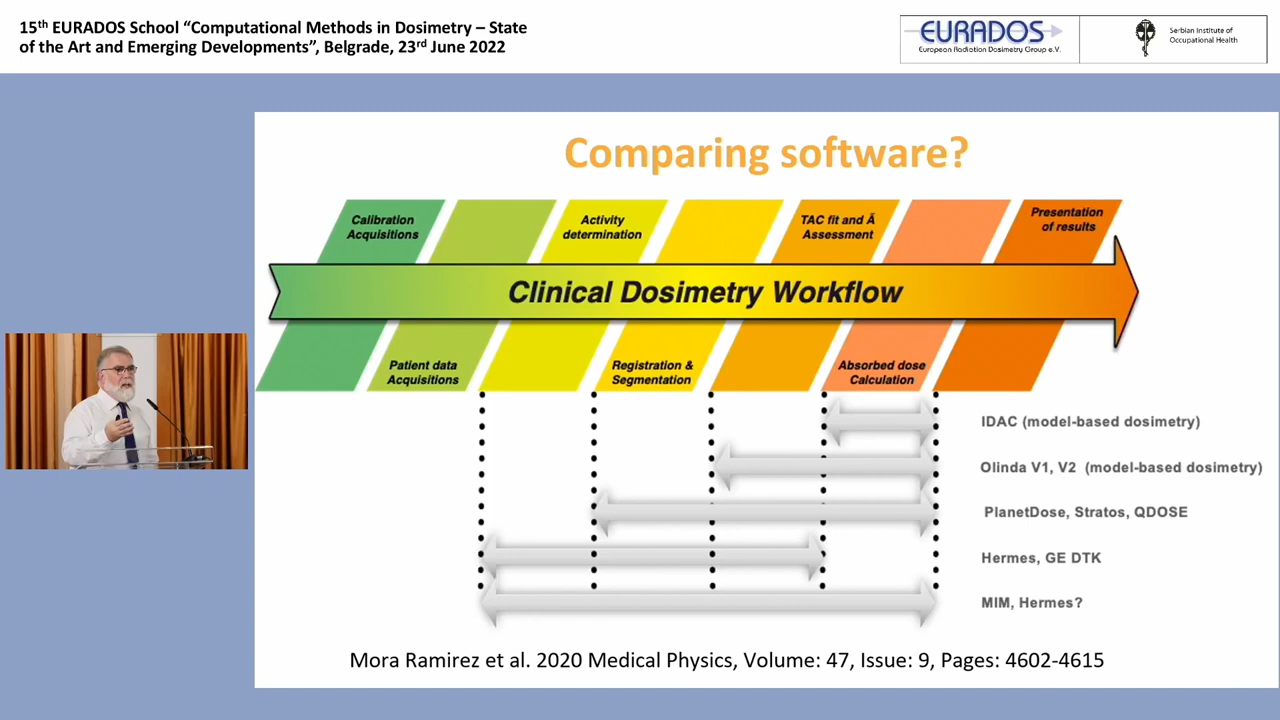 15th EURADOS School “Computational Methods in Dosimetry – State
of the Art and Emerging Developments”, Belgrade, 23rd June 2022
EURADOS
European Radiation Dosimetry Group e.V.
Serbian Institute of
Occupational Health
Comparing software?
Calibration
Acquisitions
Activity
determination
TAC fit and Ã
Assessment
Presentation
of results
Clinical Dosimetry Workflow
Patient data
Acquisitions
Registration &
Segmentation
Absorbed dose
Calculation
IDAC (model-based dosimetry)
Olinda V1, V2 (model-based dosimetry)
PlanetDose, Stratos, QDOSE
Hermes, GE DTK
MIM, Hermes?
Mora Ramirez et al. 2020 Medical Physics, Volume: 47, Issue: 9, Pages: 4602-4615